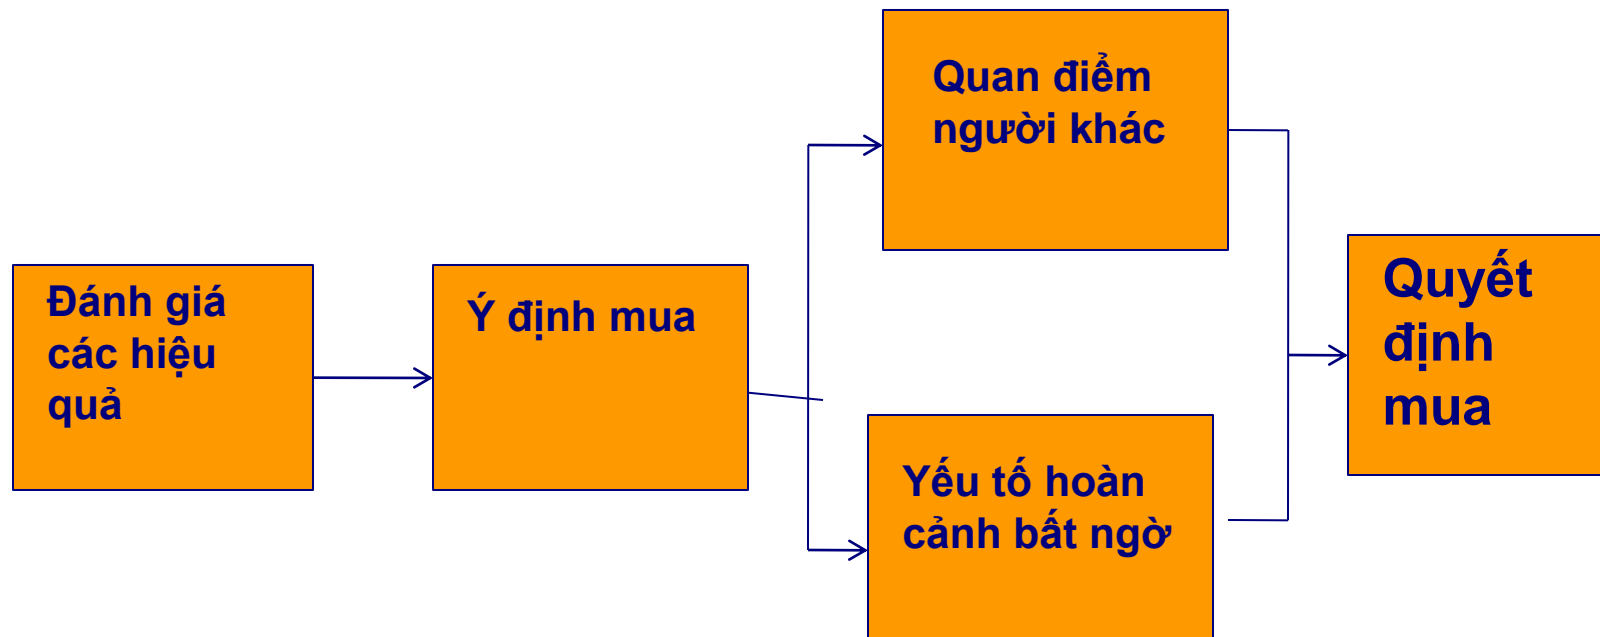 Đánh giá
các hiệu
quả
Ý định mua
Quan điểm
người khác
Yếu tố hoàn
cảnh bất ngờ
Quyết
định
mua